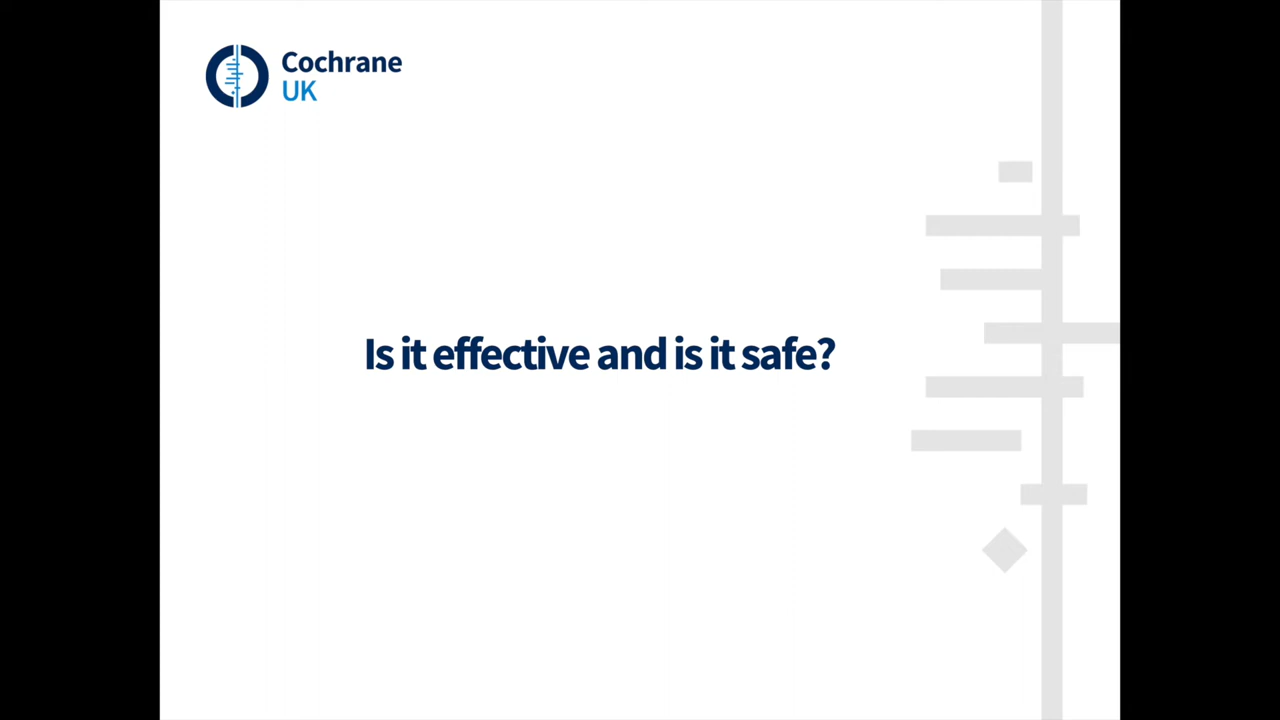 Cochrane
UK
Is it effective and is it safe?